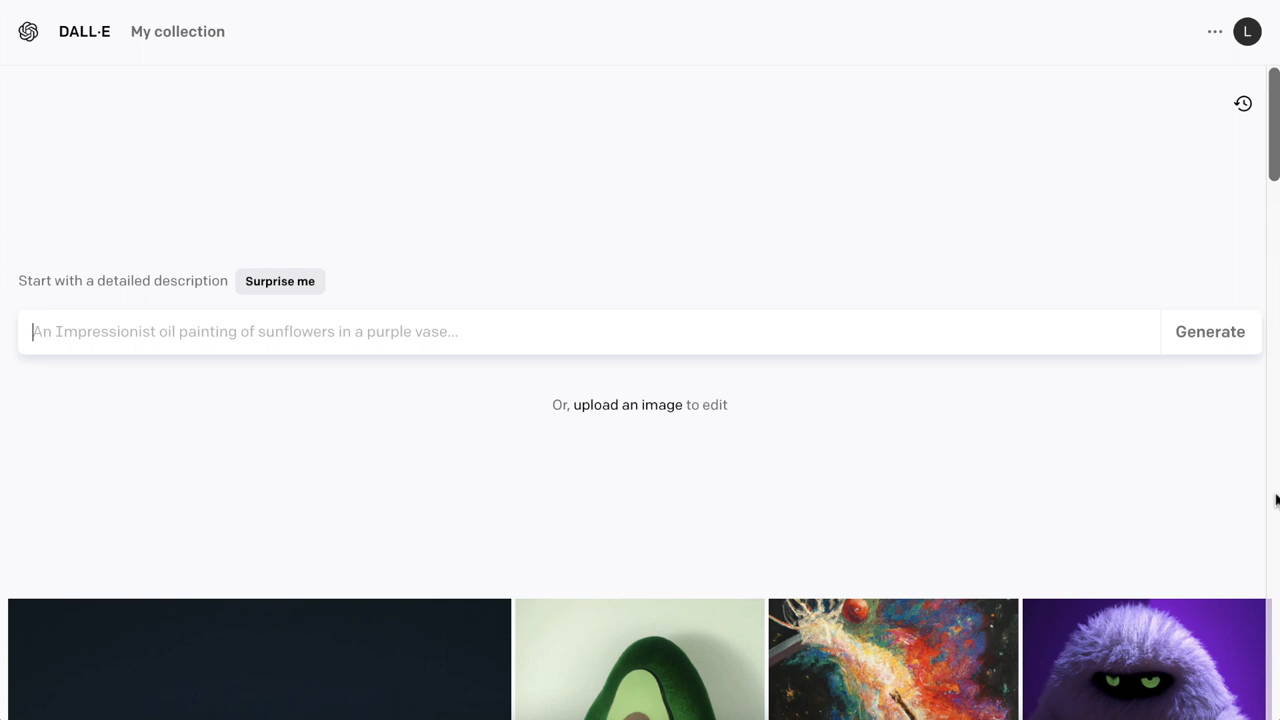 DALL·E My collection ··· L
Start with a detailed description Surprise me
An Impressionist oil painting of sunflowers in a purple vase... Generate
Or, upload an image to edit